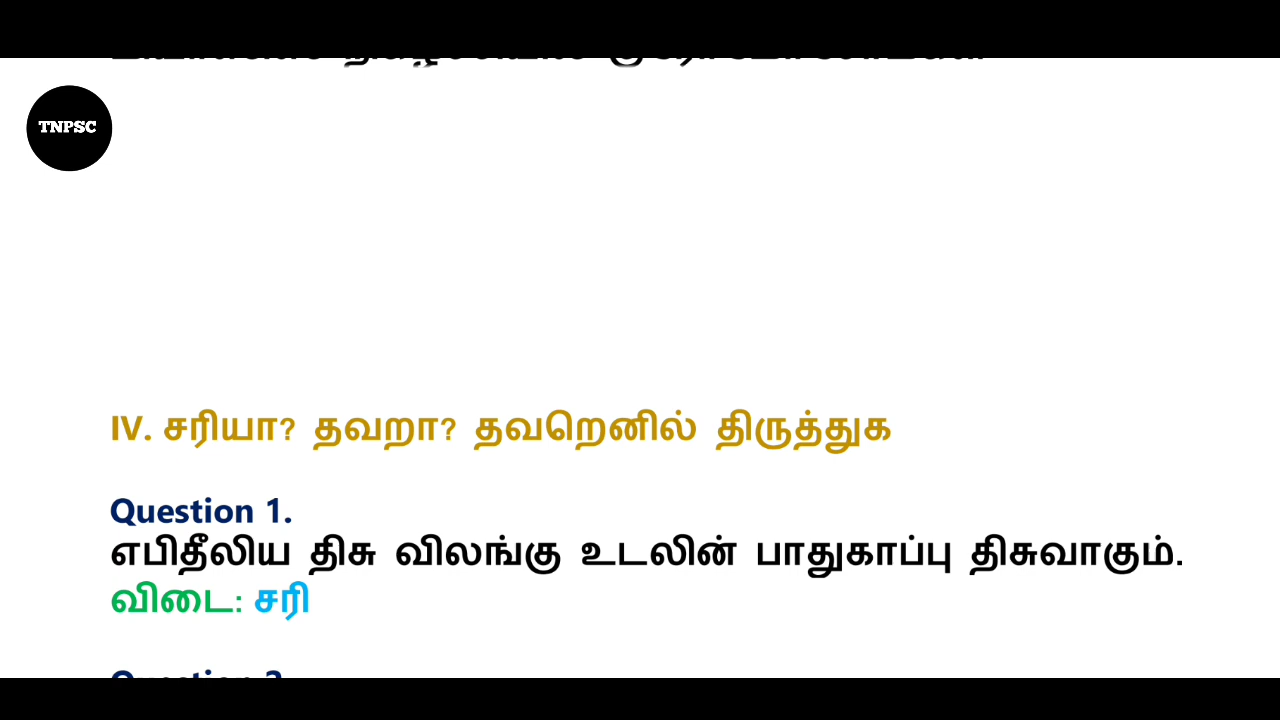 TNPSC
IV. சரியா? தவறா? தவறெனில் திருத்துக
Question 1.
எபிதீலிய திசு விலங்கு உடலின் பாதுகாப்பு திசுவாகும்.
விடை: சரி